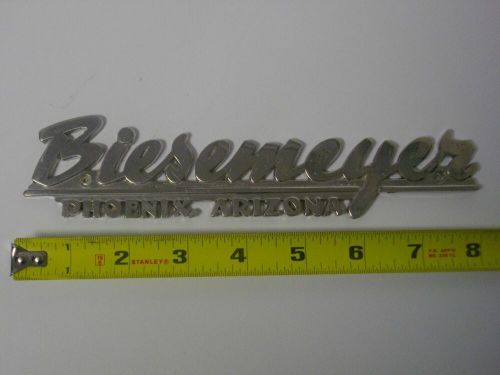 Biesemeyer
PHOENIX, ARIZONA
1 2 3 4 5 6 7 8
STANLEY®